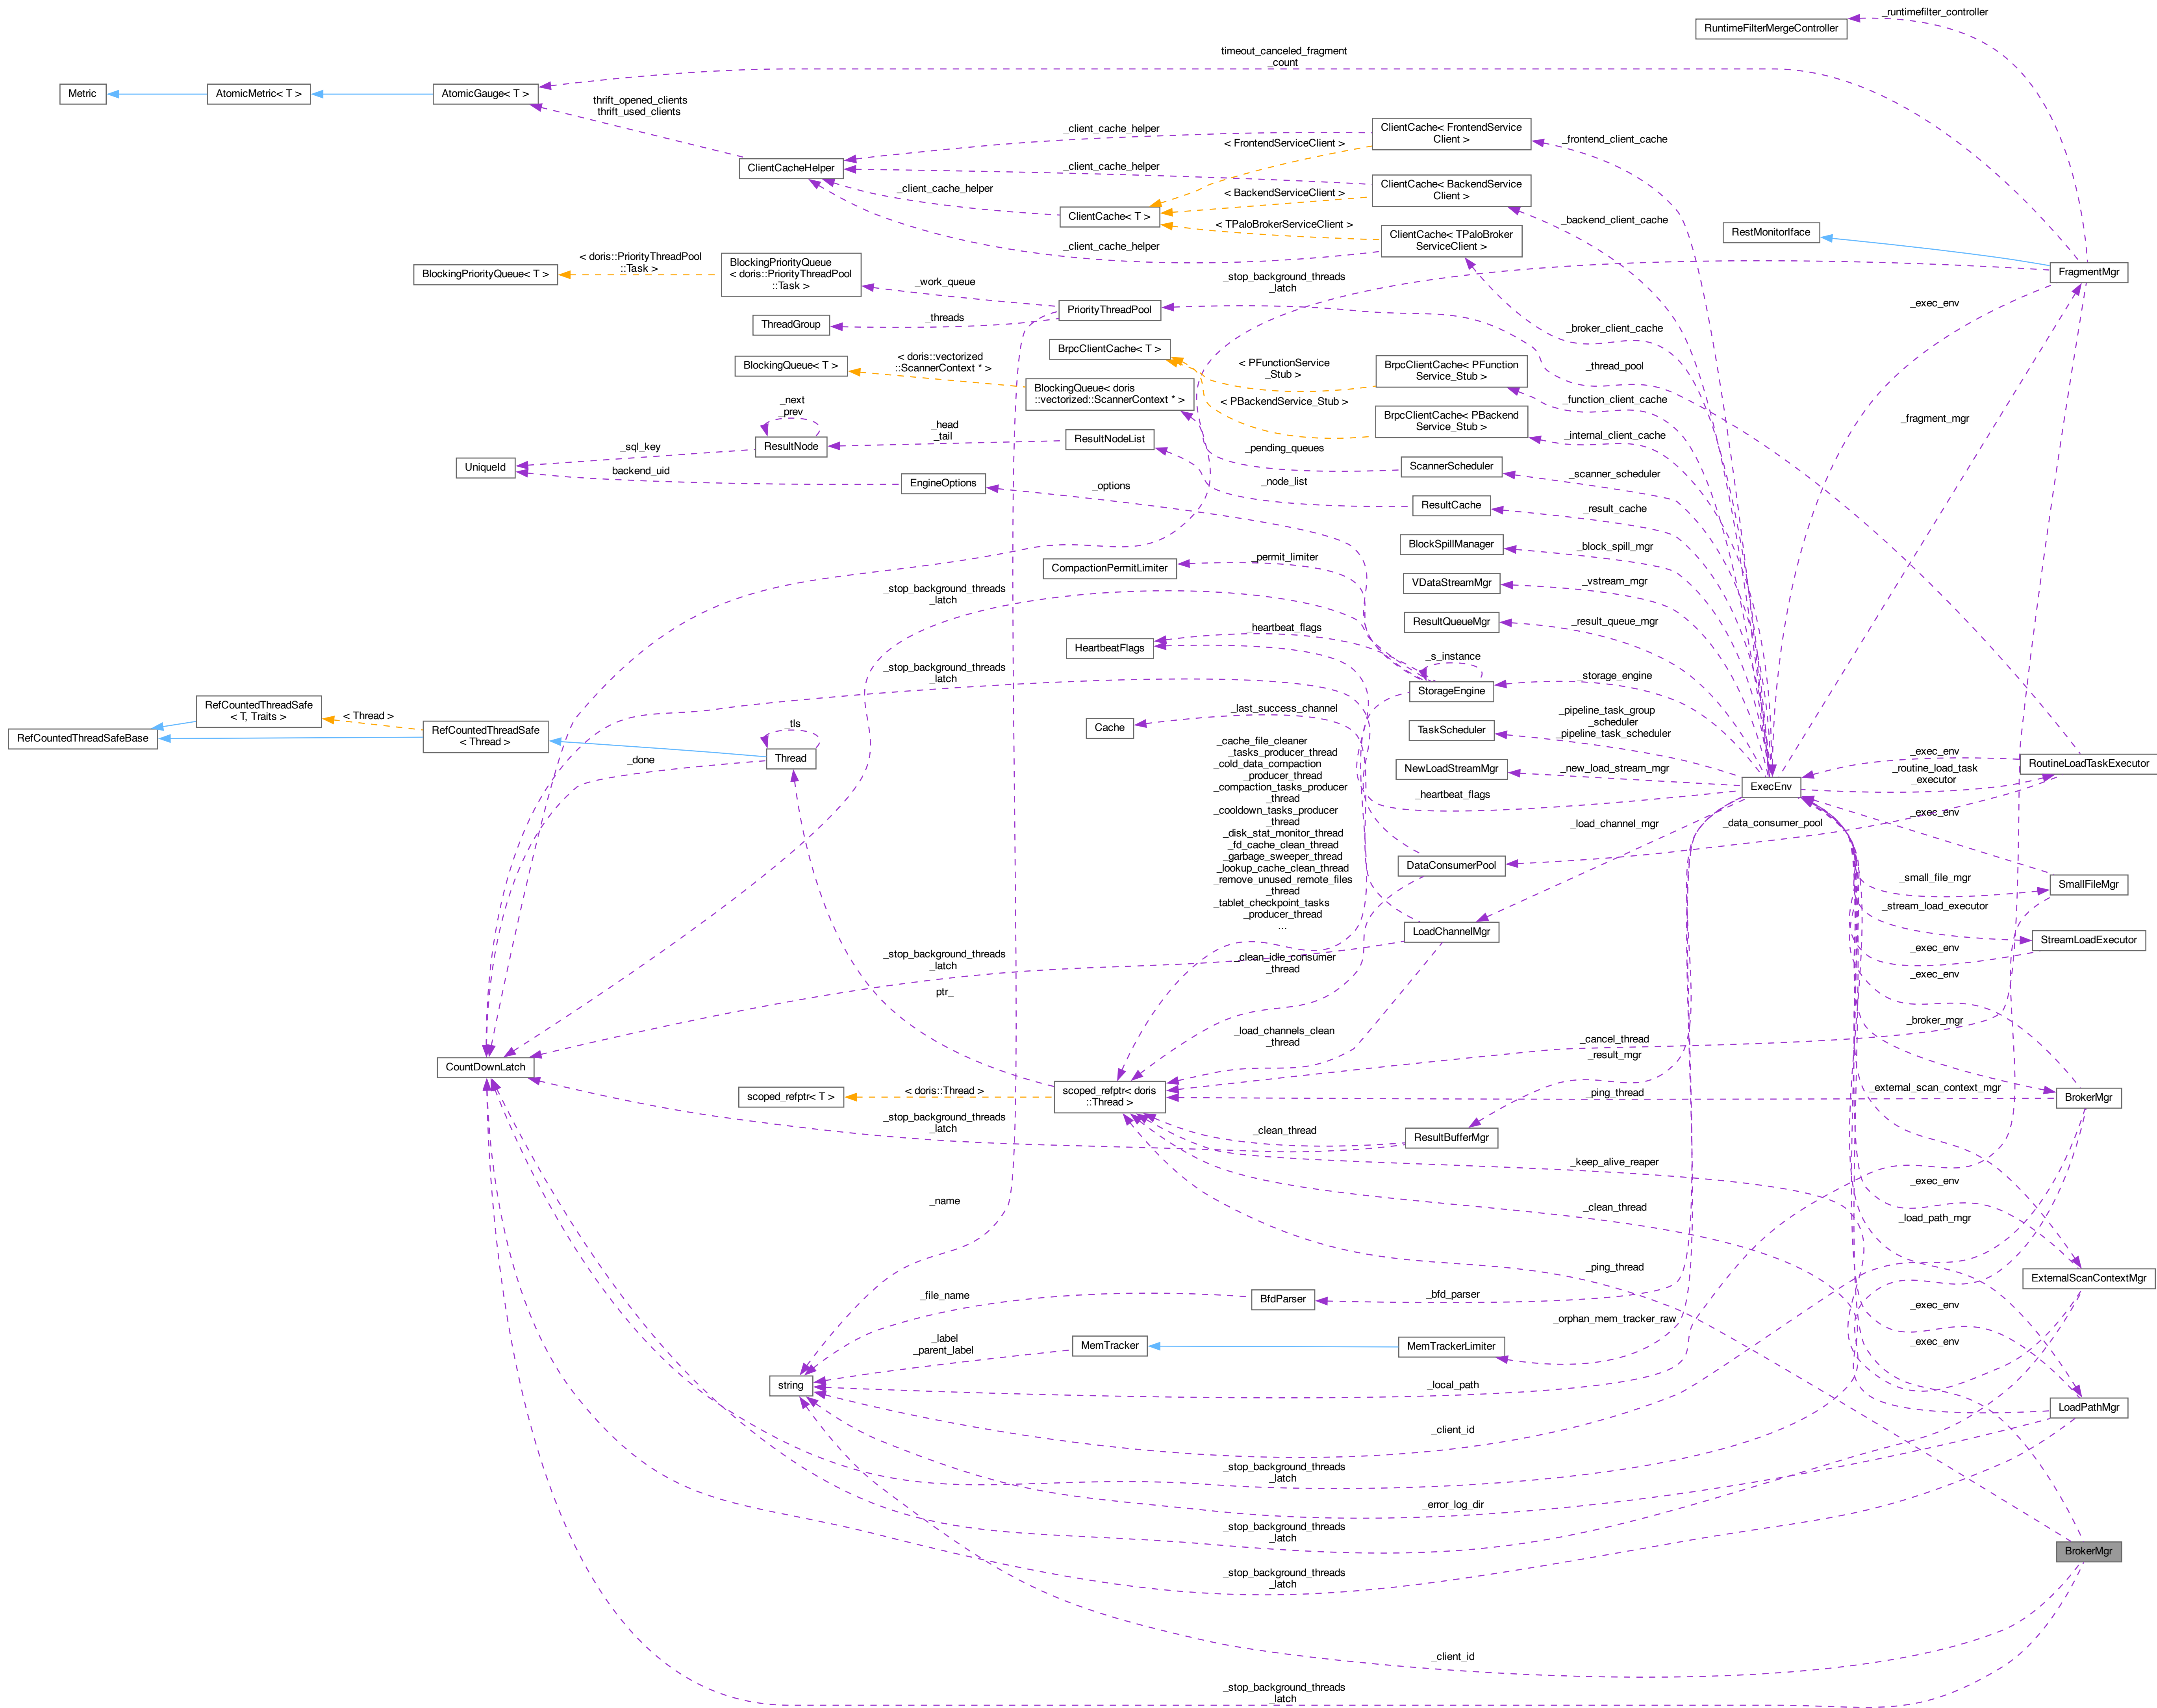 _runtimefilter_controller
RuntimeFilterMergeController
timeout_canceled_fragment
_count
Metric
AtomicMetric< T >
AtomicGauge< T >
thrift_opened_clients
thrift_used_clients
_client_cache_helper
ClientCache< FrontendService
Client >
_frontend_client_cache
< FrontendServiceClient >
ClientCacheHelper
_client_cache_helper
ClientCache< BackendService
Client >
_client_cache_helper
< BackendServiceClient >
ClientCache< T >
_backend_client_cache
< TPaloBrokerServiceClient >
ClientCache< TPaloBroker
ServiceClient >
RestMonitorIface
_client_cache_helper
< doris::PriorityThreadPool
::Task >
BlockingPriorityQueue< T >
BlockingPriorityQueue
< doris::PriorityThreadPool
::Task >
_work_queue
_stop_background_threads
_latch
FragmentMgr
PriorityThreadPool
_exec_env
_threads
ThreadGroup
_broker_client_cache
BrpcClientCache< T >
< doris::vectorized
::ScannerContext * >
BlockingQueue< T >
< PFunctionService
_Stub >
BrpcClientCache< PFunction
Service_Stub >
_thread_pool
BlockingQueue< doris
::vectorized::ScannerContext * >
< PBackendService_Stub >
_function_client_cache
BrpcClientCache< PBackend
Service_Stub >
_next
_prev
_head
_tail
ResultNodeList
_internal_client_cache
_fragment_mgr
_sql_key
ResultNode
_pending_queues
UniqueId
backend_uid
EngineOptions
_options
_node_list
ScannerScheduler
_scanner_scheduler
ResultCache
_result_cache
BlockSpillManager
_block_spill_mgr
CompactionPermitLimiter
_permit_limiter
VDataStreamMgr
_vstream_mgr
_stop_background_threads
_latch
ResultQueueMgr
_result_queue_mgr
_heartbeat_flags
HeartbeatFlags
_s_instance
_stop_background_threads
_latch
StorageEngine
_storage_engine
RefCountedThreadSafe
< T, Traits >
< Thread >
RefCountedThreadSafeBase
RefCountedThreadSafe
< Thread >
_tls
Thread
_done
_last_success_channel
Cache
TaskScheduler
_pipeline_task_group
_scheduler
_pipeline_task_scheduler
_cache_file_cleaner
_tasks_producer_thread
_cold_data_compaction
_producer_thread
_compaction_tasks_producer
_thread
_cooldown_tasks_producer
_thread
_disk_stat_monitor_thread
_fd_cache_clean_thread
_garbage_sweeper_thread
_lookup_cache_clean_thread
_remove_unused_remote_files
_thread
_tablet_checkpoint_tasks
_producer_thread
...
NewLoadStreamMgr
_new_load_stream_mgr
ExecEnv
_exec_env
_routine_load_task
_executor
RoutineLoadTaskExecutor
_heartbeat_flags
_exec_env
_load_channel_mgr
_data_consumer_pool
DataConsumerPool
_small_file_mgr
SmallFileMgr
_stream_load_executor
StreamLoadExecutor
LoadChannelMgr
_stop_background_threads
_latch
_clean_idle_consumer
_thread
_exec_env
_exec_env
ptr_
_load_channels_clean
_thread
_cancel_thread
_result_mgr
_broker_mgr
CountDownLatch
scoped_refptr< T >
< doris::Thread >
scoped_refptr< doris
::Thread >
_ping_thread
_external_scan_context_mgr
BrokerMgr
_stop_background_threads
_latch
_clean_thread
ResultBufferMgr
_keep_alive_reaper
_exec_env
_name
_clean_thread
_load_path_mgr
_ping_thread
ExternalScanContextMgr
_file_name
BfdParser
_bfd_parser
_exec_env
_orphan_mem_tracker_raw
_label
_parent_label
MemTracker
MemTrackerLimiter
_exec_env
string
_local_path
LoadPathMgr
_client_id
_stop_background_threads
_latch
_error_log_dir
_stop_background_threads
_latch
BrokerMgr
_stop_background_threads
_latch
_client_id
_stop_background_threads
_latch